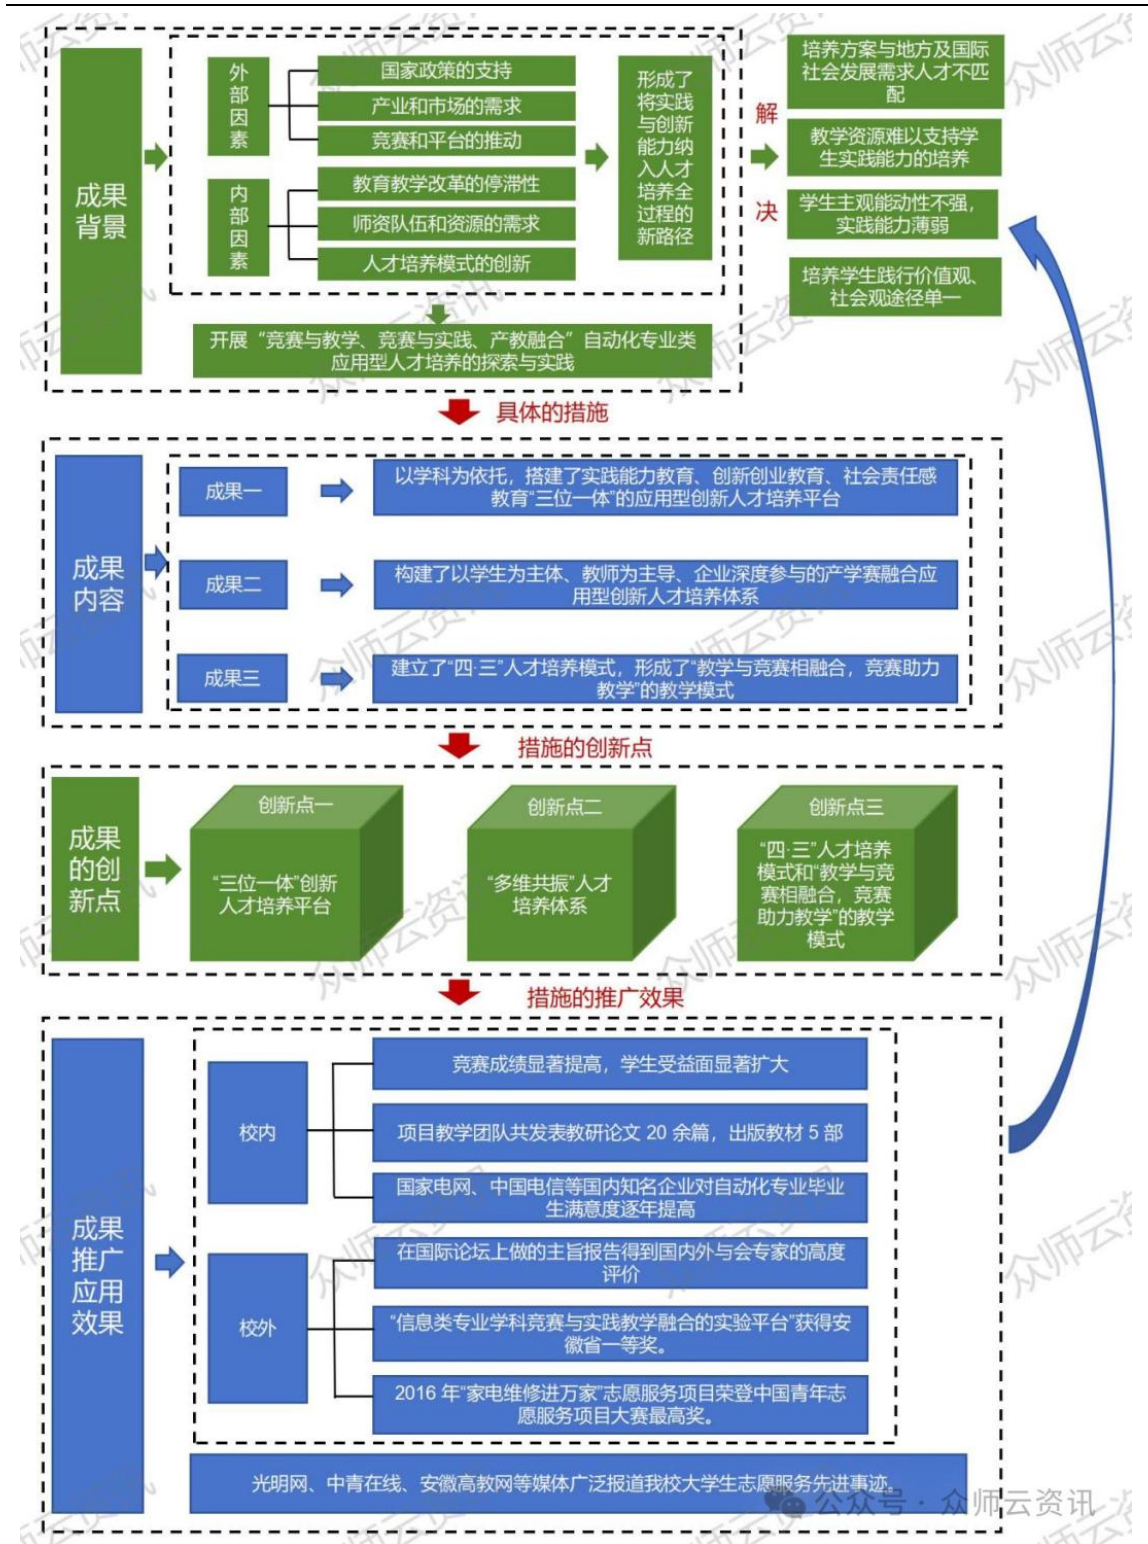 成果
背景
外
部
因
素
国家政策的支持
产业和市场的需求
竞赛和平台的推动
内
部
因
素
教育教学改革的停滞性
师资队伍和资源的需求
人才培养模式的创新
形成了
将实践
与创新
能力纳
入人才
培养全
过程的
新路径
开展“竞赛与教学、竞赛与实践、产教融合”自动化专业类
应用型人才培养的探索与实践
解
决
培养方案与地方及国际
社会发展需求人才不匹
配
教学资源难以支持学
生实践能力的培养
学生主观能动性不强，
实践能力薄弱
培养学生践行价值观、
社会观途径单一
具体的措施
成果
内容
成果一
以学科为依托，搭建了实践能力教育、创新创业教育、社会责任感
教育“三位一体”的应用型创新人才培养平台
成果二
构建了以学生为主体、教师为主导、企业深度参与的产学赛融合应
用型创新人才培养体系
成果三
建立了“四·三”人才培养模式，形成了“教学与竞赛相融合，竞赛助力
教学”的教学模式
措施的创新点
成果
的创
新点
创新点一
“三位一体”创新
人才培养平台
创新点二
“多维共振”人才
培养体系
创新点三
“四·三”人才培养
模式和“教学与竞
赛相融合，竞赛
助力教学”的教学
模式
措施的推广效果
成果
推广
应用
效果
校内
竞赛成绩显著提高，学生受益面显著扩大
项目教学团队共发表教研论文 20 余篇，出版教材 5 部
国家电网、中国电信等国内知名企业对自动化专业毕业
生满意度逐年提高
校外
在国际论坛上做的主旨报告得到国内外与会专家的高度
评价
“信息类专业学科竞赛与实践教学融合的实验平台”获得安
徽省一等奖。
2016 年“家电维修进万家”志愿服务项目荣登中国青年志
愿服务项目大赛最高奖。
光明网、中青在线、安徽高教网等媒体广泛报道我校大学生志愿服务先进事迹。
公众号 · 众师云资讯
众师云资讯